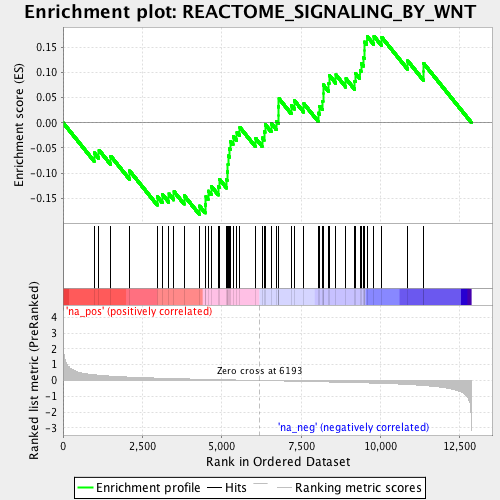 Enrichment plot: REACTOME_SIGNALING_BY_WNT
Enrichment score (ES)
0.15
0.10
0.05
0.00
-0.05
-0.10
-0.15
'na_pos' (positively correlated)
Ranked list metric (PreRanked)
4
3
2
1
0
-1
-2
-3
Zero cross at 6193
'na_neg' (negatively correlated)
0
2,500
5,000
7,500
10,000
12,500
Rank in Ordered Dataset
Enrichment profile
Hits
Ranking metric scores